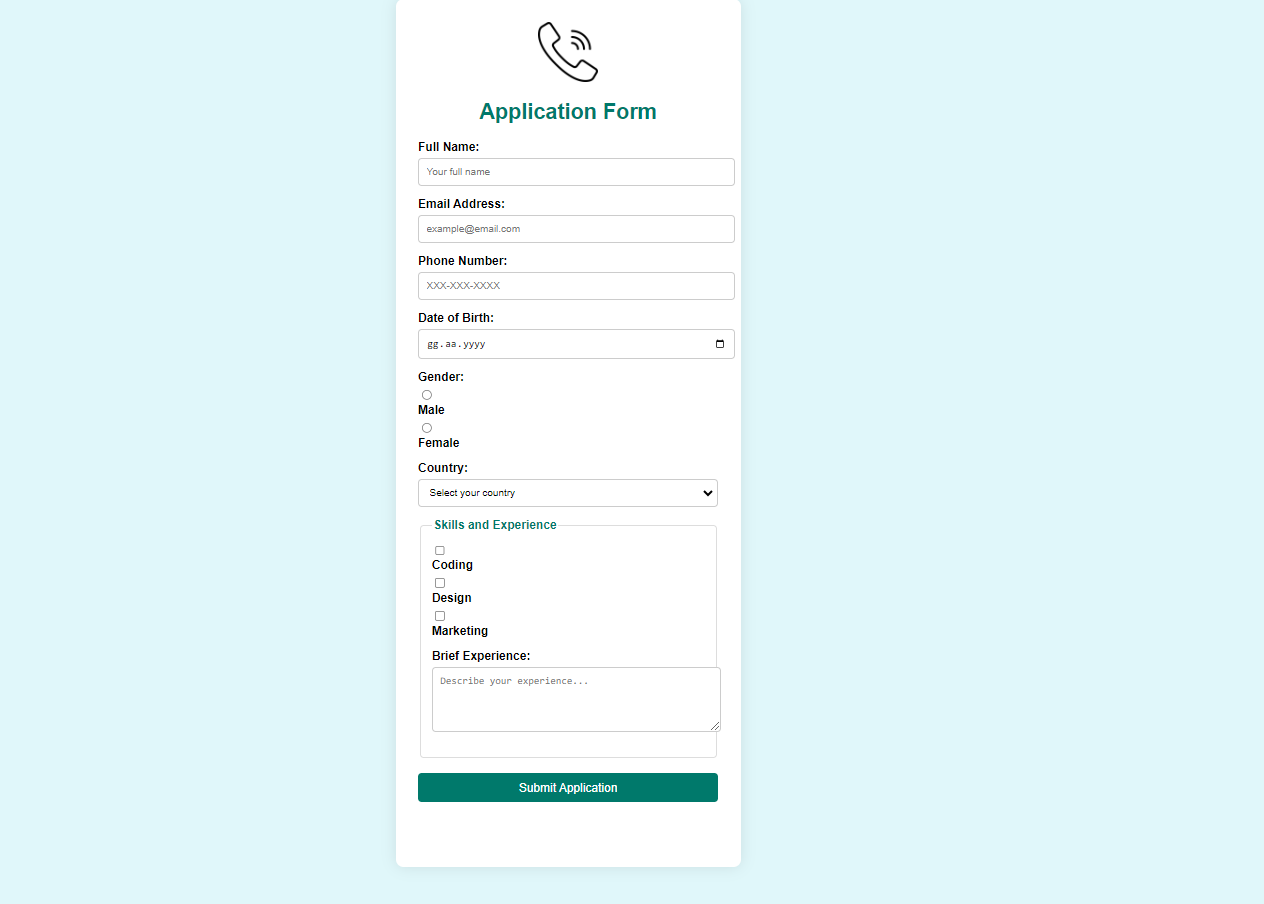 Application Form
Full Name:
Your full name
Email Address:
example@email.com
Phone Number:
XXX-XXX-XXXX
Date of Birth:
gg.aa.yyyy
Gender:
Male
Female
Country:
Select your country
Skills and Experience
Coding
Design
Marketing
Brief Experience:
Describe your experience...
Submit Application